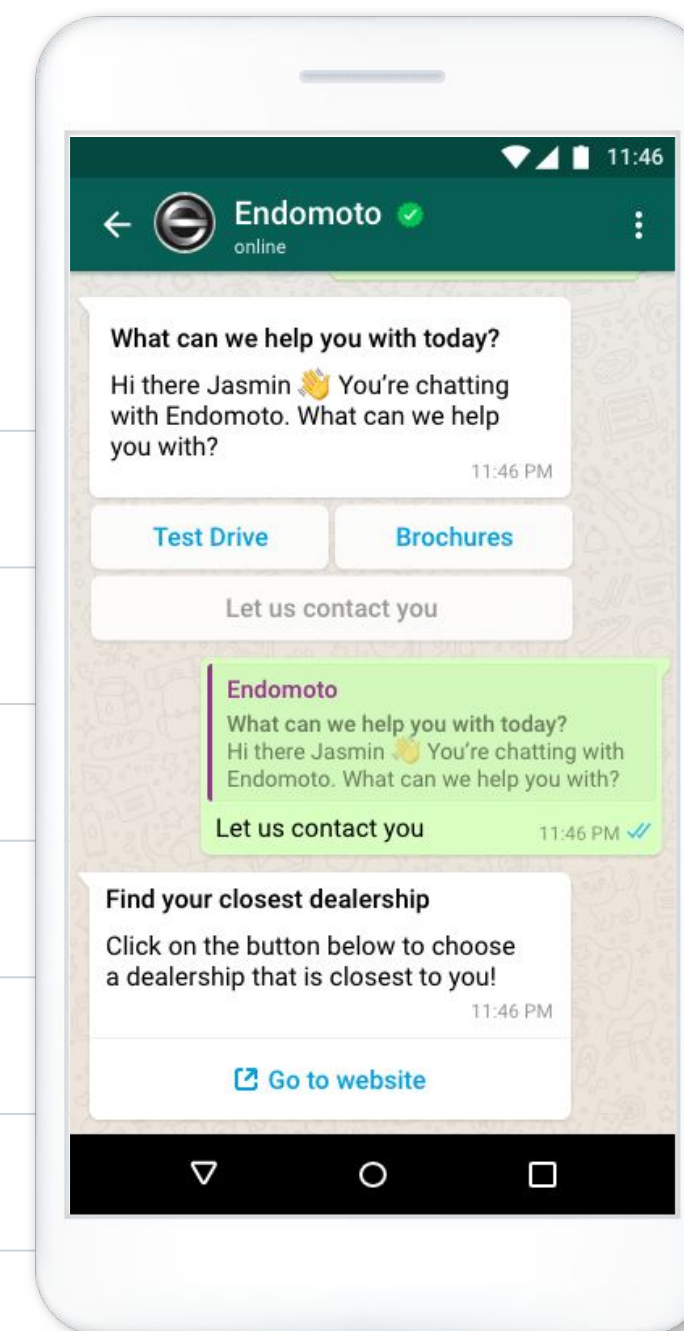 11:46
Endomoto
online
What can we help you with today?
Hi there Jasmin 👋 You’re chatting
with Endomoto. What can we help
you with?
11:46 PM
Test Drive
Brochures
Let us contact you
Endomoto
What can we help you with today?
Hi there Jasmin 👋 You’re chatting with
Endomoto. What can we help you with?
Let us contact you
11:46 PM
Find your closest dealership
Click on the button below to choose
a dealership that is closest to you!
11:46 PM
Go to website